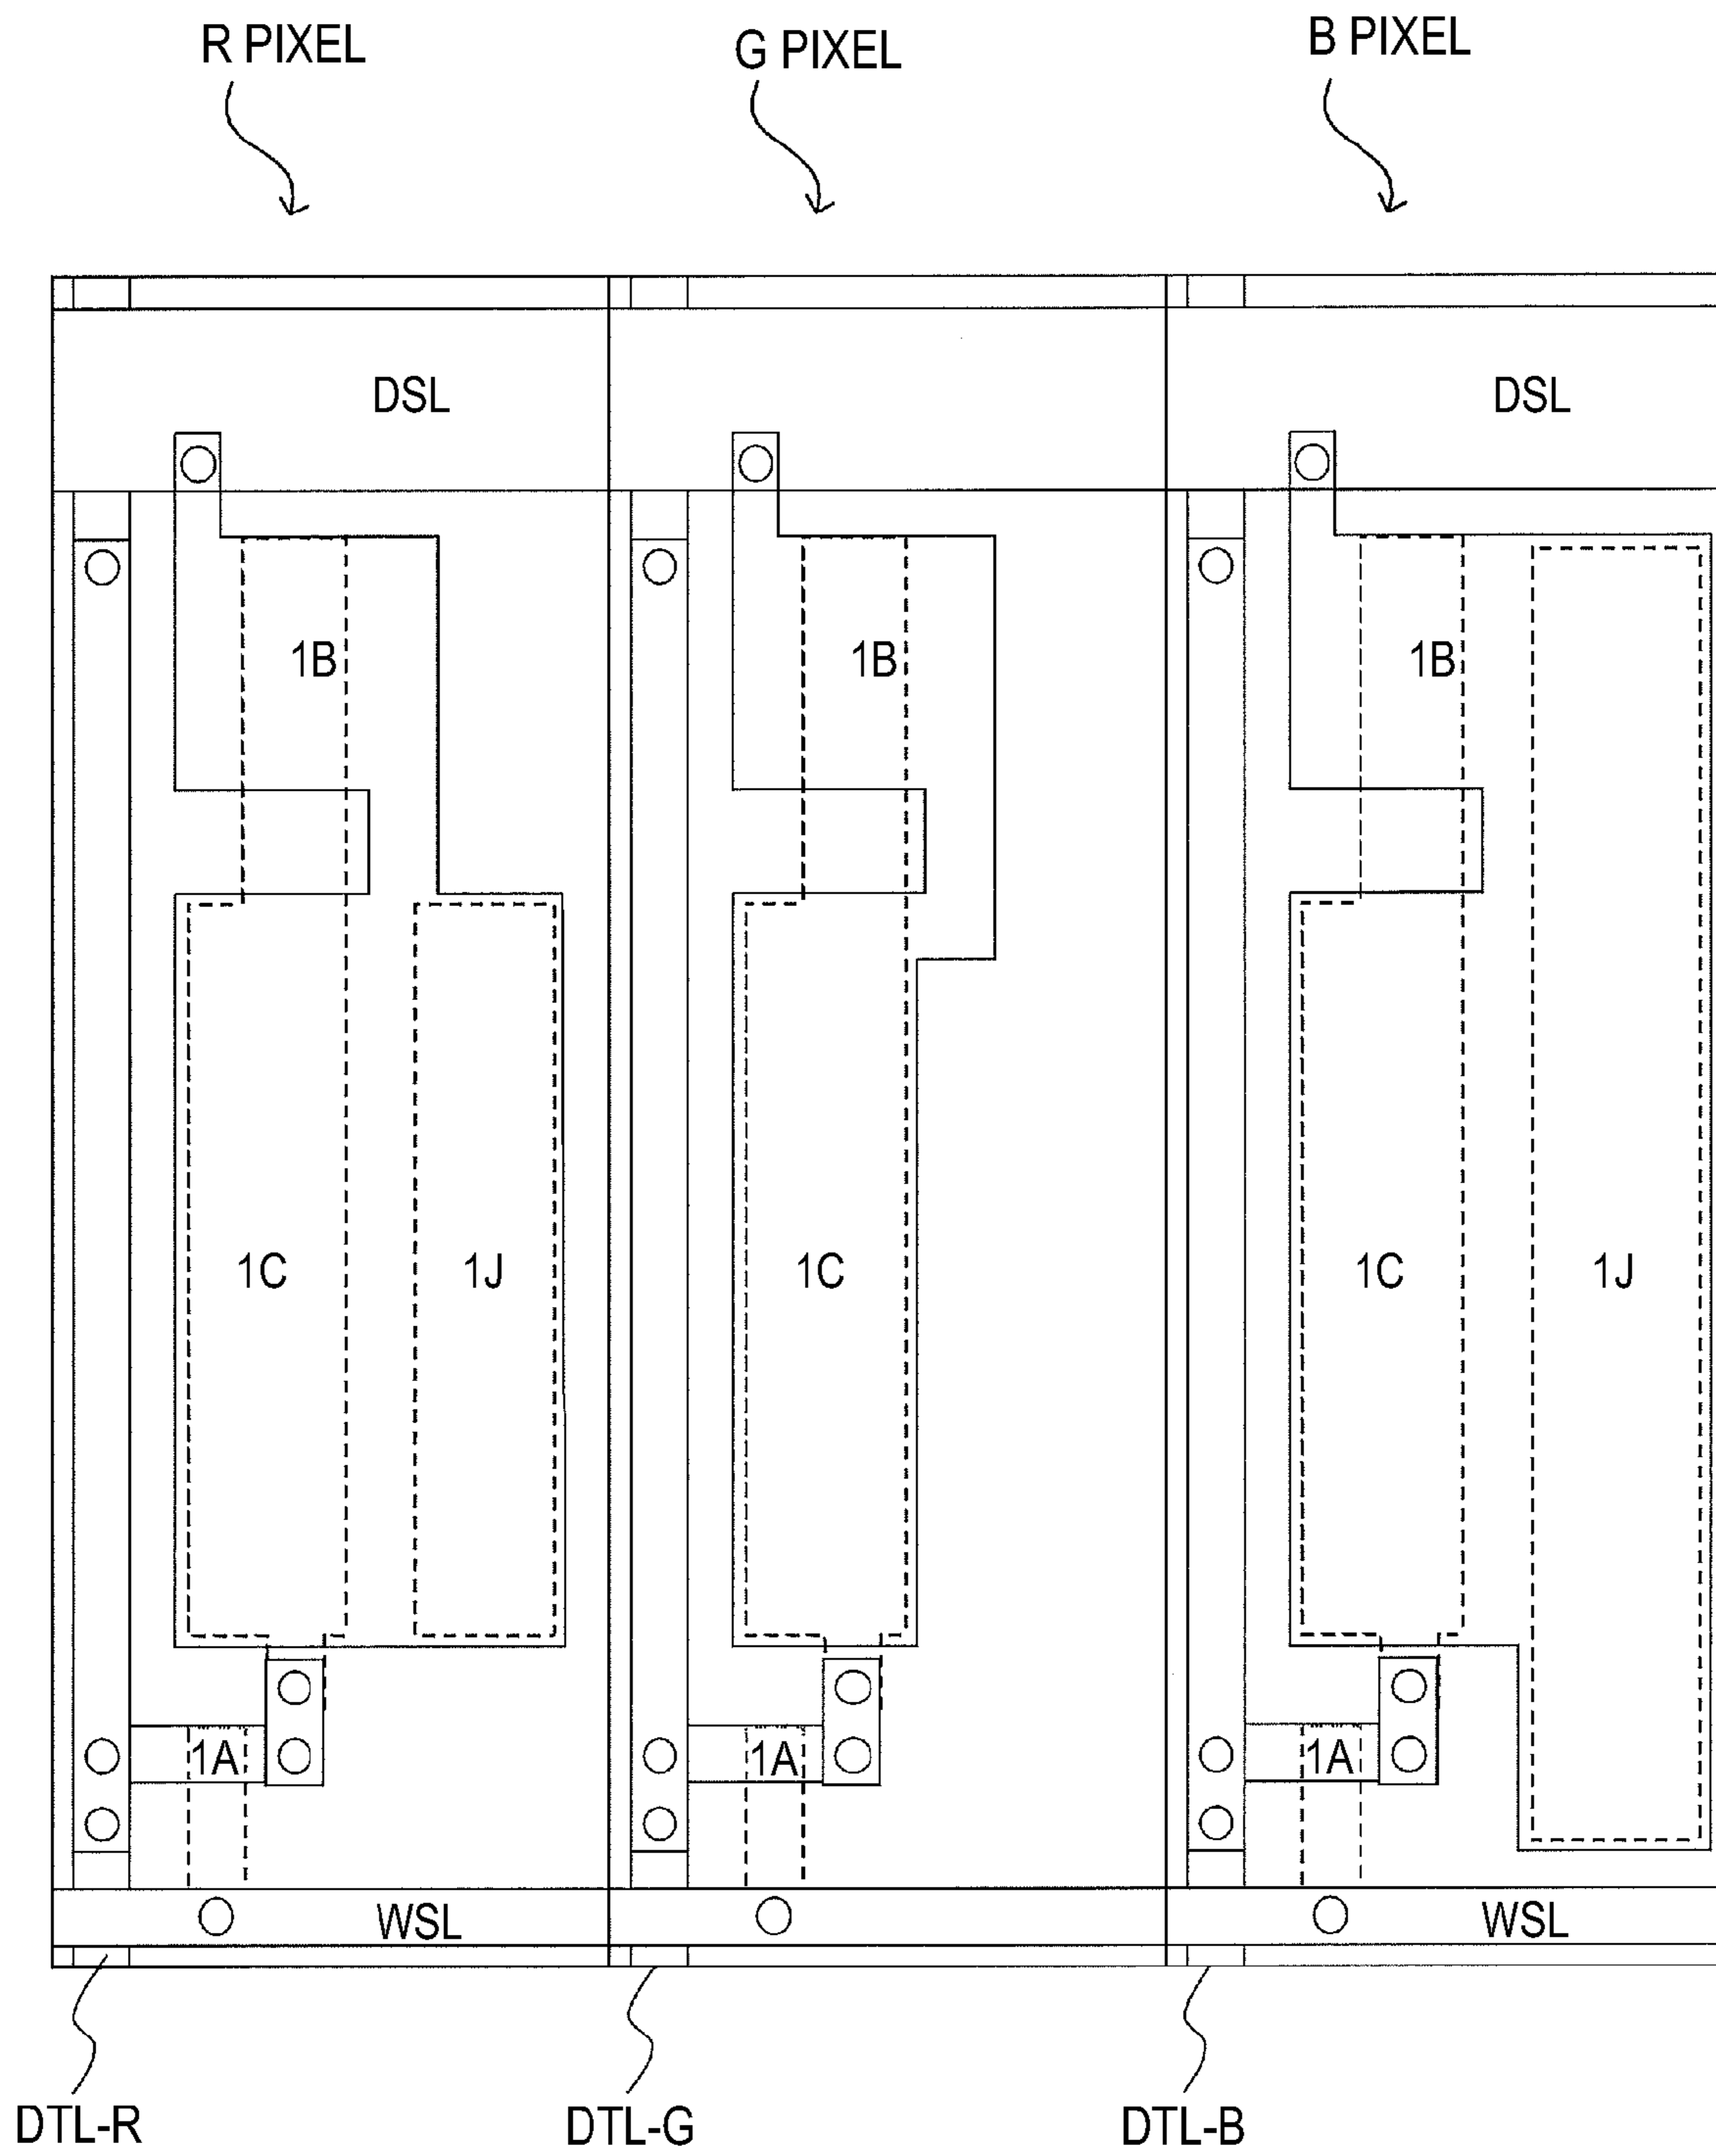 R PIXEL
G PIXEL
B PIXEL
DSL
DSL
1B
1B
1B
1C
1J
1C
1C
1J
1A
1A
1A
WSL
WSL
DTL-R
DTL-G
DTL-B